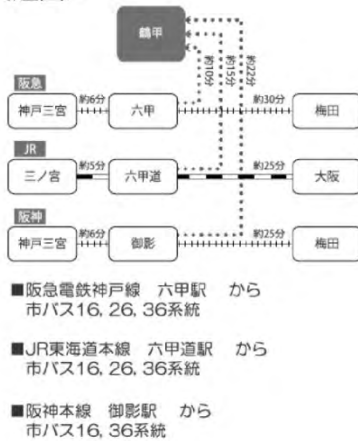 鶴甲
約10分
約15分
約22分
阪急
神戸三宮 約6分 六甲 約30分 梅田
JR
三ノ宮 約5分 六甲道 約25分 大阪
阪神
神戸三宮 約6分 御影 約25分 梅田
■阪急電鉄神戸線 六甲駅 から
市バス16, 26, 36系統
■JR東海道本線 六甲道駅 から
市バス16, 26, 36系統
■阪神本線 御影駅 から
市バス16, 36系統